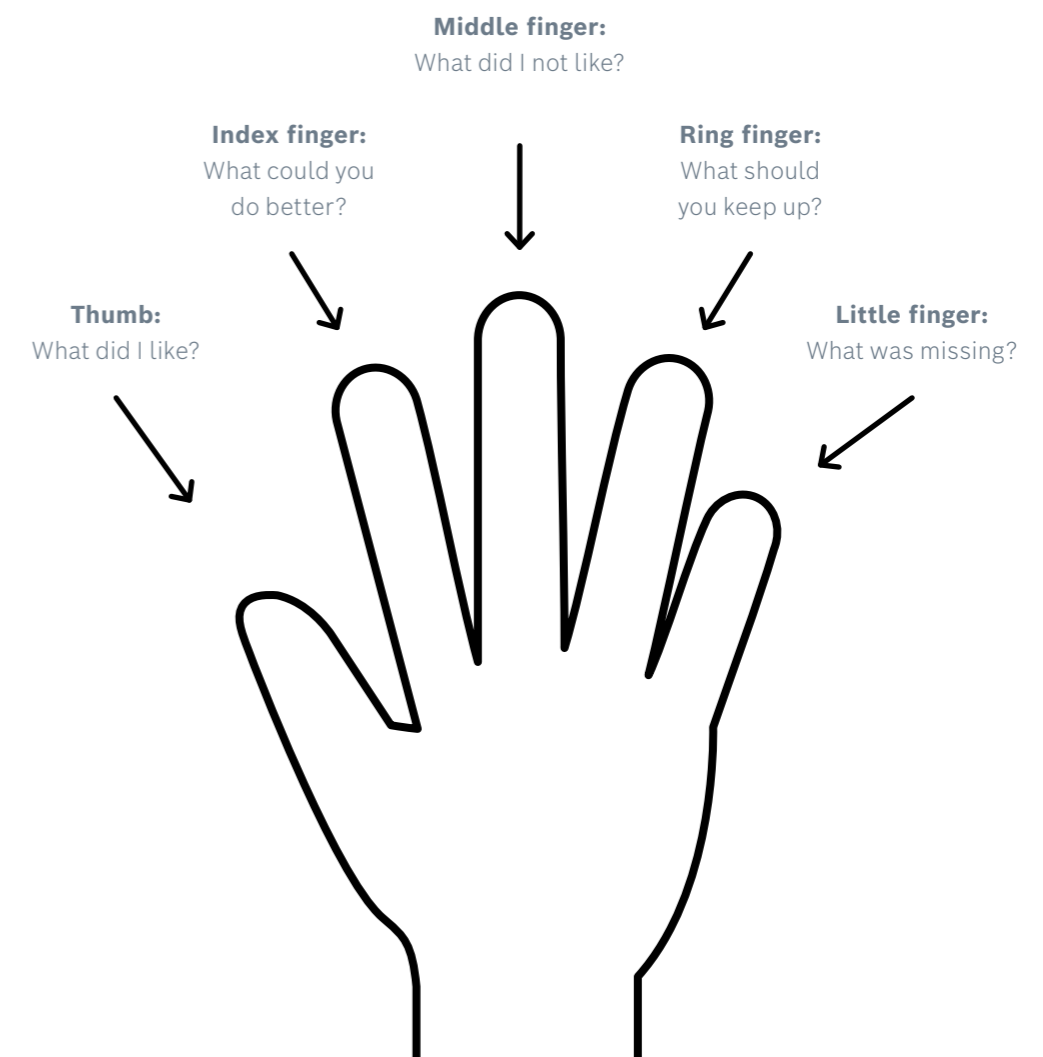 Middle finger:
What did I not like?
Index finger:
What could you
do better?
Ring finger:
What should
you keep up?
Thumb:
What did I like?
Little finger:
What was missing?